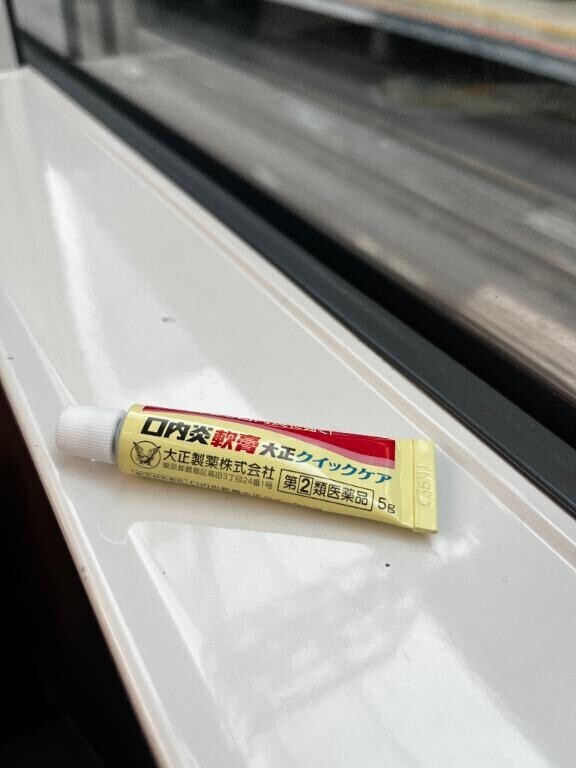 口内炎軟膏大正クイックケア
大正製薬株式会社
東京都豊島区高田3丁目24番1号
指定第②類医薬品 5g